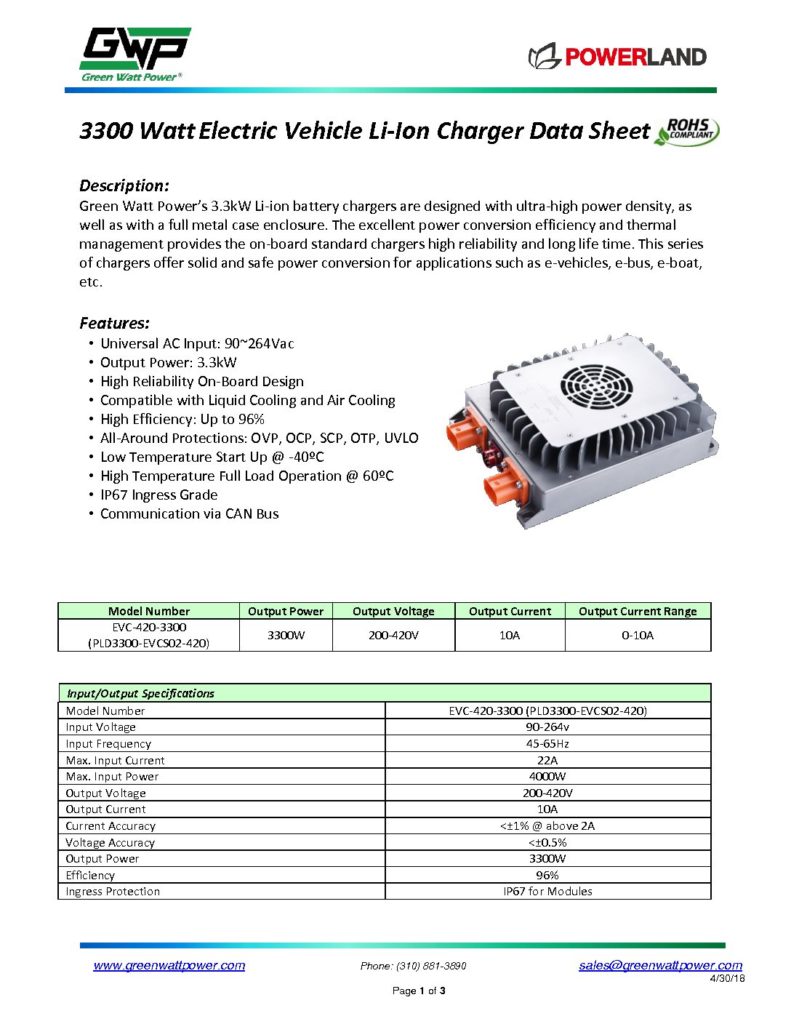 GWP
Green Watt Power®
POWERLAND
3300 Watt Electric Vehicle Li-Ion Charger Data Sheet
ROHS
COMPLIANT
Description:
Green Watt Power's 3.3kW Li-ion battery chargers are designed with ultra-high power density, as
well as with a full metal case enclosure. The excellent power conversion efficiency and thermal
management provides the on-board standard chargers high reliability and long life time. This series
of chargers offer solid and safe power conversion for applications such as e-vehicles, e-bus, e-boat,
etc.
Features:
• Universal AC Input: 90~264Vac
• Output Power: 3.3kW
• High Reliability On-Board Design
• Compatible with Liquid Cooling and Air Cooling
• High Efficiency: Up to 96%
• All-Around Protections: OVP, OCP, SCP, OTP, UVLO
• Low Temperature Start Up @ -40ºC
• High Temperature Full Load Operation @ 60ºC
• IP67 Ingress Grade
• Communication via CAN Bus
Model Number Output Power Output Voltage Output Current Output Current Range
EVC-420-3300
(PLD3300-EVCS02-420) 3300W 200-420V 10A 0-10A
Input/Output Specifications
Model Number EVC-420-3300 (PLD3300-EVCS02-420)
Input Voltage 90-264v
Input Frequency 45-65Hz
Max. Input Current 22A
Max. Input Power 4000W
Output Voltage 200-420V
Output Current 10A
Current Accuracy <±1% @ above 2A
Voltage Accuracy <±0.5%
Output Power 3300W
Efficiency 96%
Ingress Protection IP67 for Modules
www.greenwattpower.com Phone: (310) 881-3890 sales@greenwattpower.com
4/30/18
Page 1 of 3